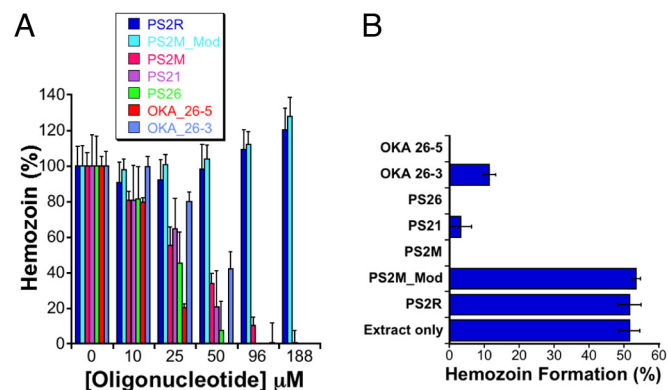 A
PS2R
PS2M_Mod
PS2M
PS21
PS26
OKA_26-5
OKA_26-3
Hemozoin (%)
140
120
100
80
60
40
20
0
0 10 25 50 96 188
[Oligonucleotide] μM
B
OKA 26-5
OKA 26-3
PS26
PS21
PS2M
PS2M_Mod
PS2R
Extract only
0 10 20 30 40 50 60
Hemozoin Formation (%)